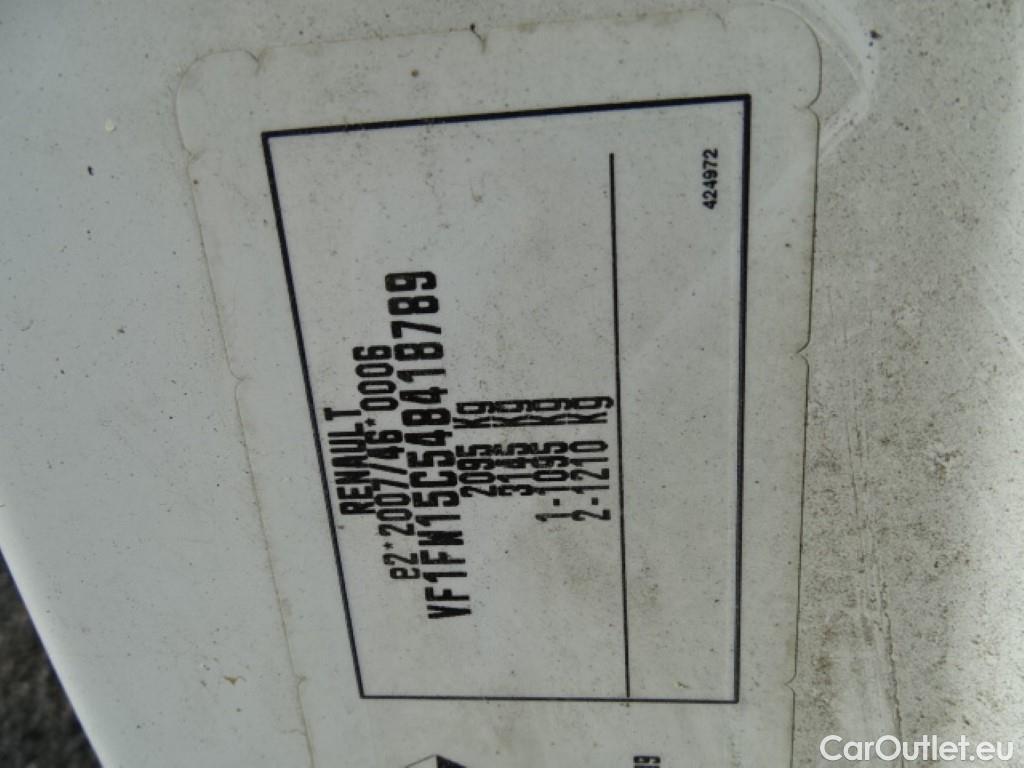 RENAULT
e2*2007/46*0006
VF1FW15C548418789
2095 Kg
3145 Kg
1-1095 Kg
2-1210 Kg
424972
CarOutlet.eu